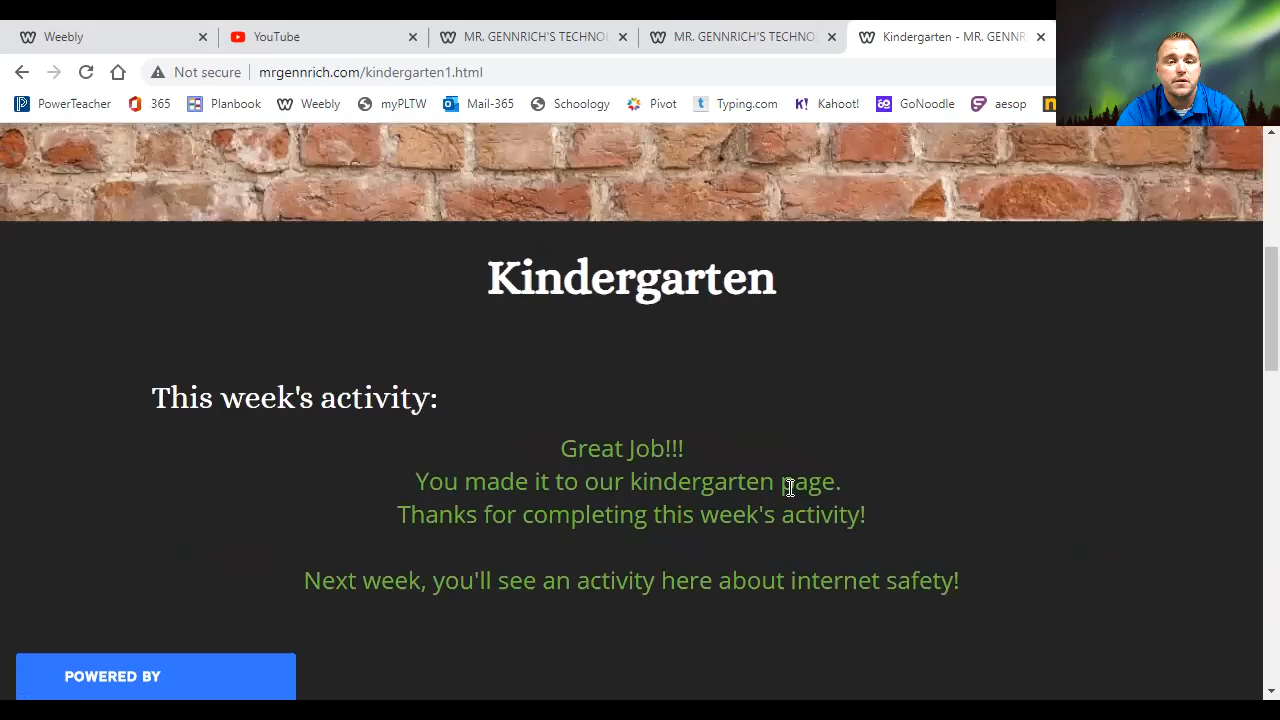 Weebly
YouTube
MR. GENNRICH'S TECHNOL
MR. GENNRICH'S TECHNO
Kindergarten - MR. GENNR
Not secure
mrgennrich.com/kindergarten1.html
PowerTeacher
365
Planbook
Weebly
myPLTW
Mail-365
Schoology
Pivot
Typing.com
Kahoot!
GoNoodle
aesop
Kindergarten
This week's activity:
Great Job!!!
You made it to our kindergarten page.
Thanks for completing this week's activity!
Next week, you'll see an activity here about internet safety!
POWERED BY